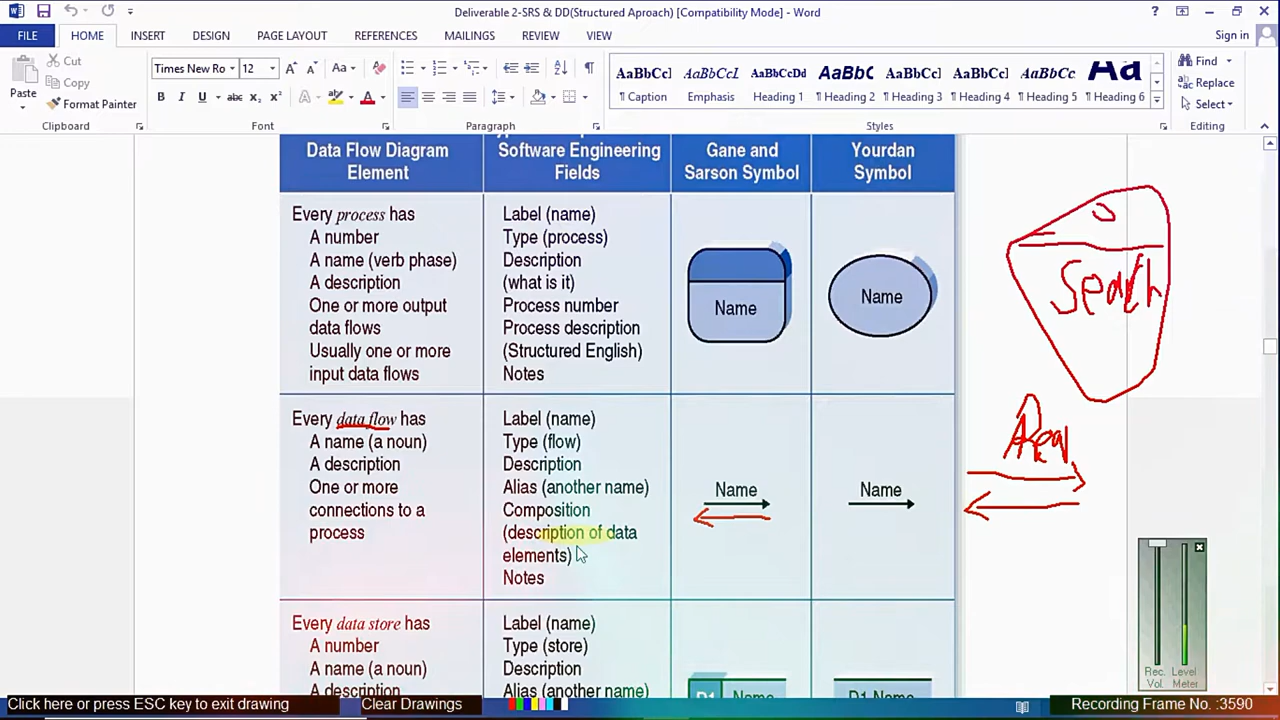 Deliverable 2-SRS & DD(Structured Aproach) [Compatibility Mode] - Word
FILE HOME INSERT DESIGN PAGE LAYOUT REFERENCES MAILINGS REVIEW VIEW Sign in
Paste
Cut
Copy
Format Painter
Clipboard
Times New Ro 12
Font
Paragraph
AaBbCcI AaBbCcL AaBbCcDd AaBbCc AaBbCcl AaBbCcl AaBbCc Aa
¶ Caption Emphasis Heading 1 ¶ Heading 2 ¶ Heading 3 ¶ Heading 4 ¶ Heading 5 ¶ Heading 6
Styles
Find
Replace
Select
Editing
Data Flow Diagram
Element
Software Engineering
Fields
Gane and
Sarson Symbol
Yourdan
Symbol
Every process has
A number
A name (verb phase)
A description
One or more output
data flows
Usually one or more
input data flows
Label (name)
Type (process)
Description
(what is it)
Process number
Process description
(Structured English)
Notes
Name
Name
Search
Every data flow has
A name (a noun)
A description
One or more
connections to a
process
Label (name)
Type (flow)
Description
Alias (another name)
Composition
(description of data
elements)
Notes
Name
Name
Every data store has
A number
A name (a noun)
A description
Label (name)
Type (store)
Description
Alias (another name)
D1 Name
D1 Name
Rec. Vol.
Level Meter
Click here or press ESC key to exit drawing Clear Drawings Recording Frame No. :3590